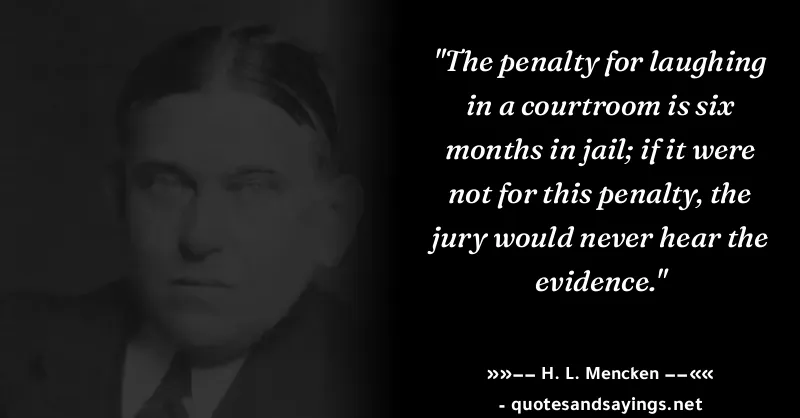 "The penalty for laughing
in a courtroom is six
months in jail; if it were
not for this penalty, the
jury would never hear the
evidence."
»»−− H. L. Mencken −−««
- quotesandsayings.net